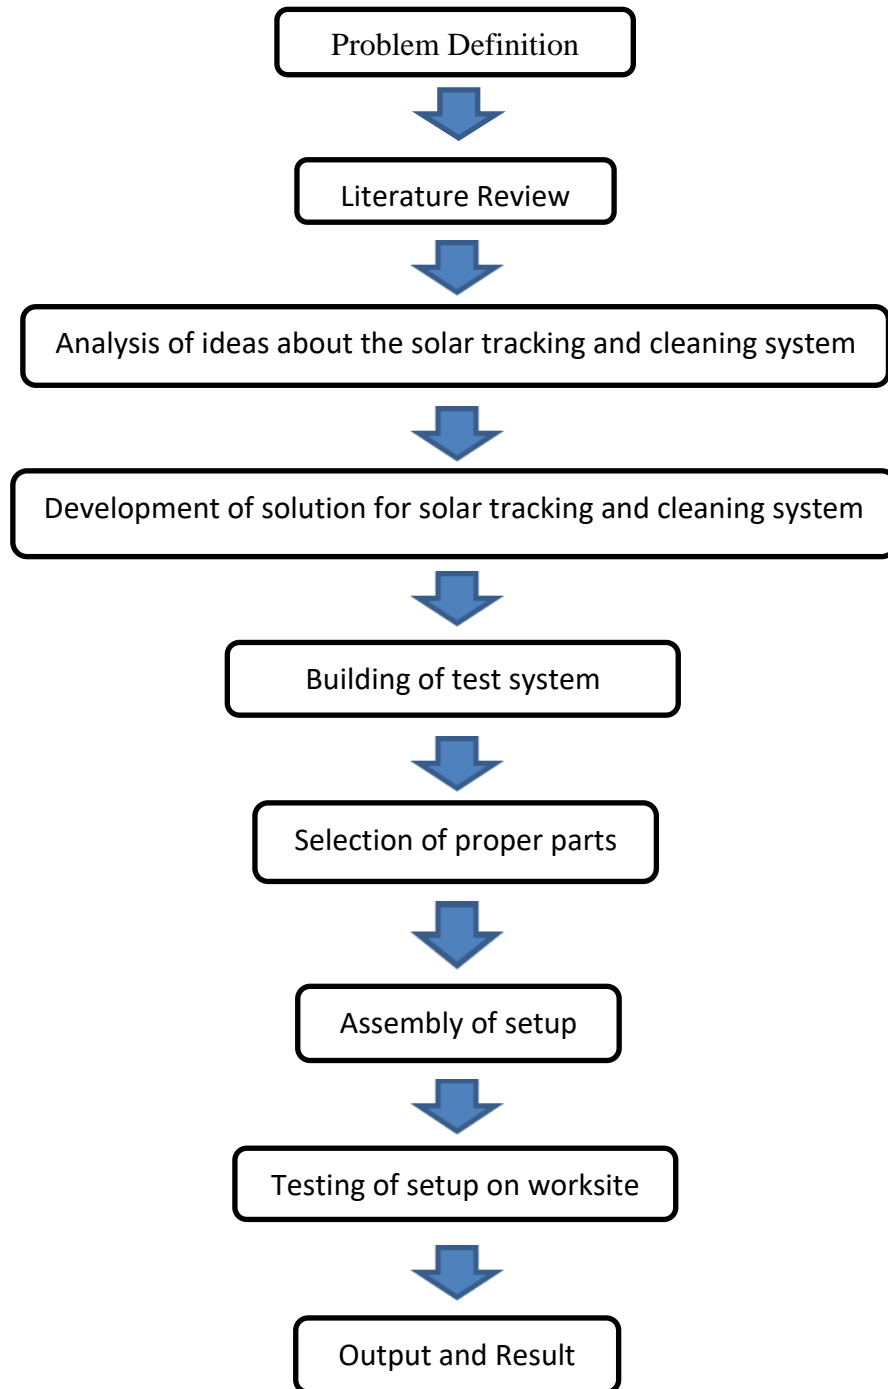 Problem Definition
Literature Review
Analysis of ideas about the solar tracking and cleaning system
Development of solution for solar tracking and cleaning system
Building of test system
Selection of proper parts
Assembly of setup
Testing of setup on worksite
Output and Result